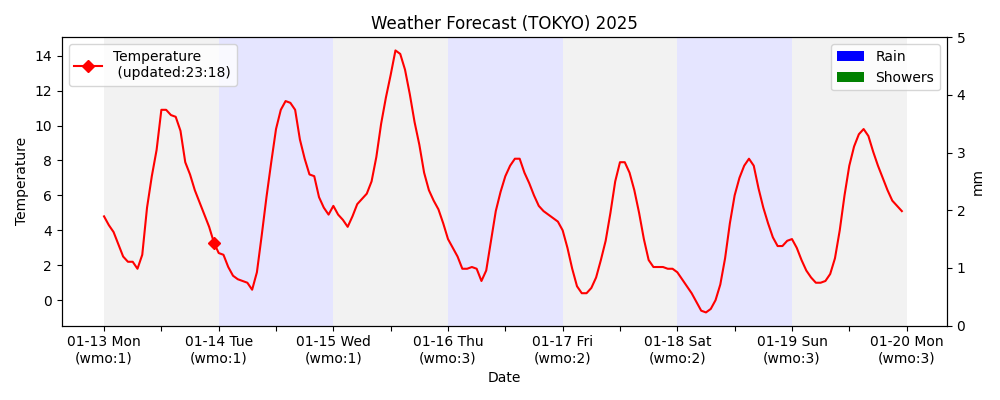 Weather Forecast (TOKYO) 2025
Temperature
(updated:23:18)
Rain
Showers
14
12
10
8
6
4
2
0
Temperature
5
4
3
2
1
0
mm
01-13 Mon
(wmo:1)
01-14 Tue
(wmo:1)
01-15 Wed
(wmo:1)
01-16 Thu
(wmo:3)
01-17 Fri
(wmo:2)
01-18 Sat
(wmo:2)
01-19 Sun
(wmo:3)
01-20 Mon
(wmo:3)
Date